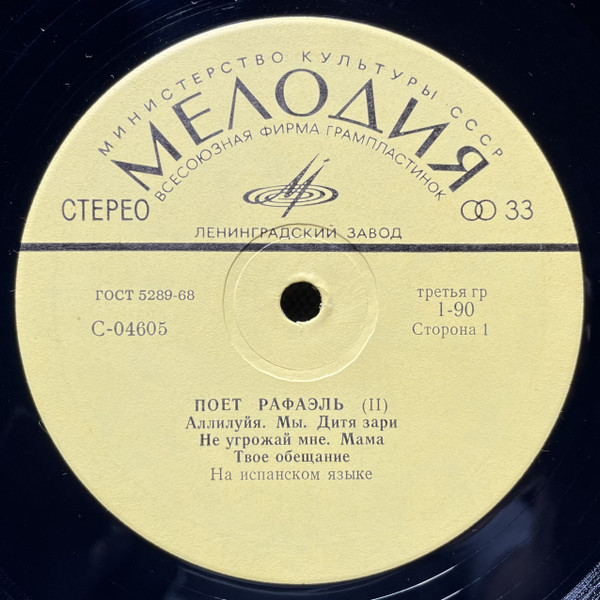 МИНИСТЕРСТВО КУЛЬТУРЫ СССР
МЕЛОДИЯ
ВСЕСОЮЗНАЯ ФИРМА ГРАМПЛАСТИНОК
СТЕРЕО
33
ЛЕНИНГРАДСКИЙ ЗАВОД
ГОСТ 5289-68
третья гр
С-04605
1-90
Сторона 1
ПОЕТ РАФАЭЛЬ (II)
Аллилуйя. Мы. Дитя зари
Не угрожай мне. Мама
Твое обещание
На испанском языке